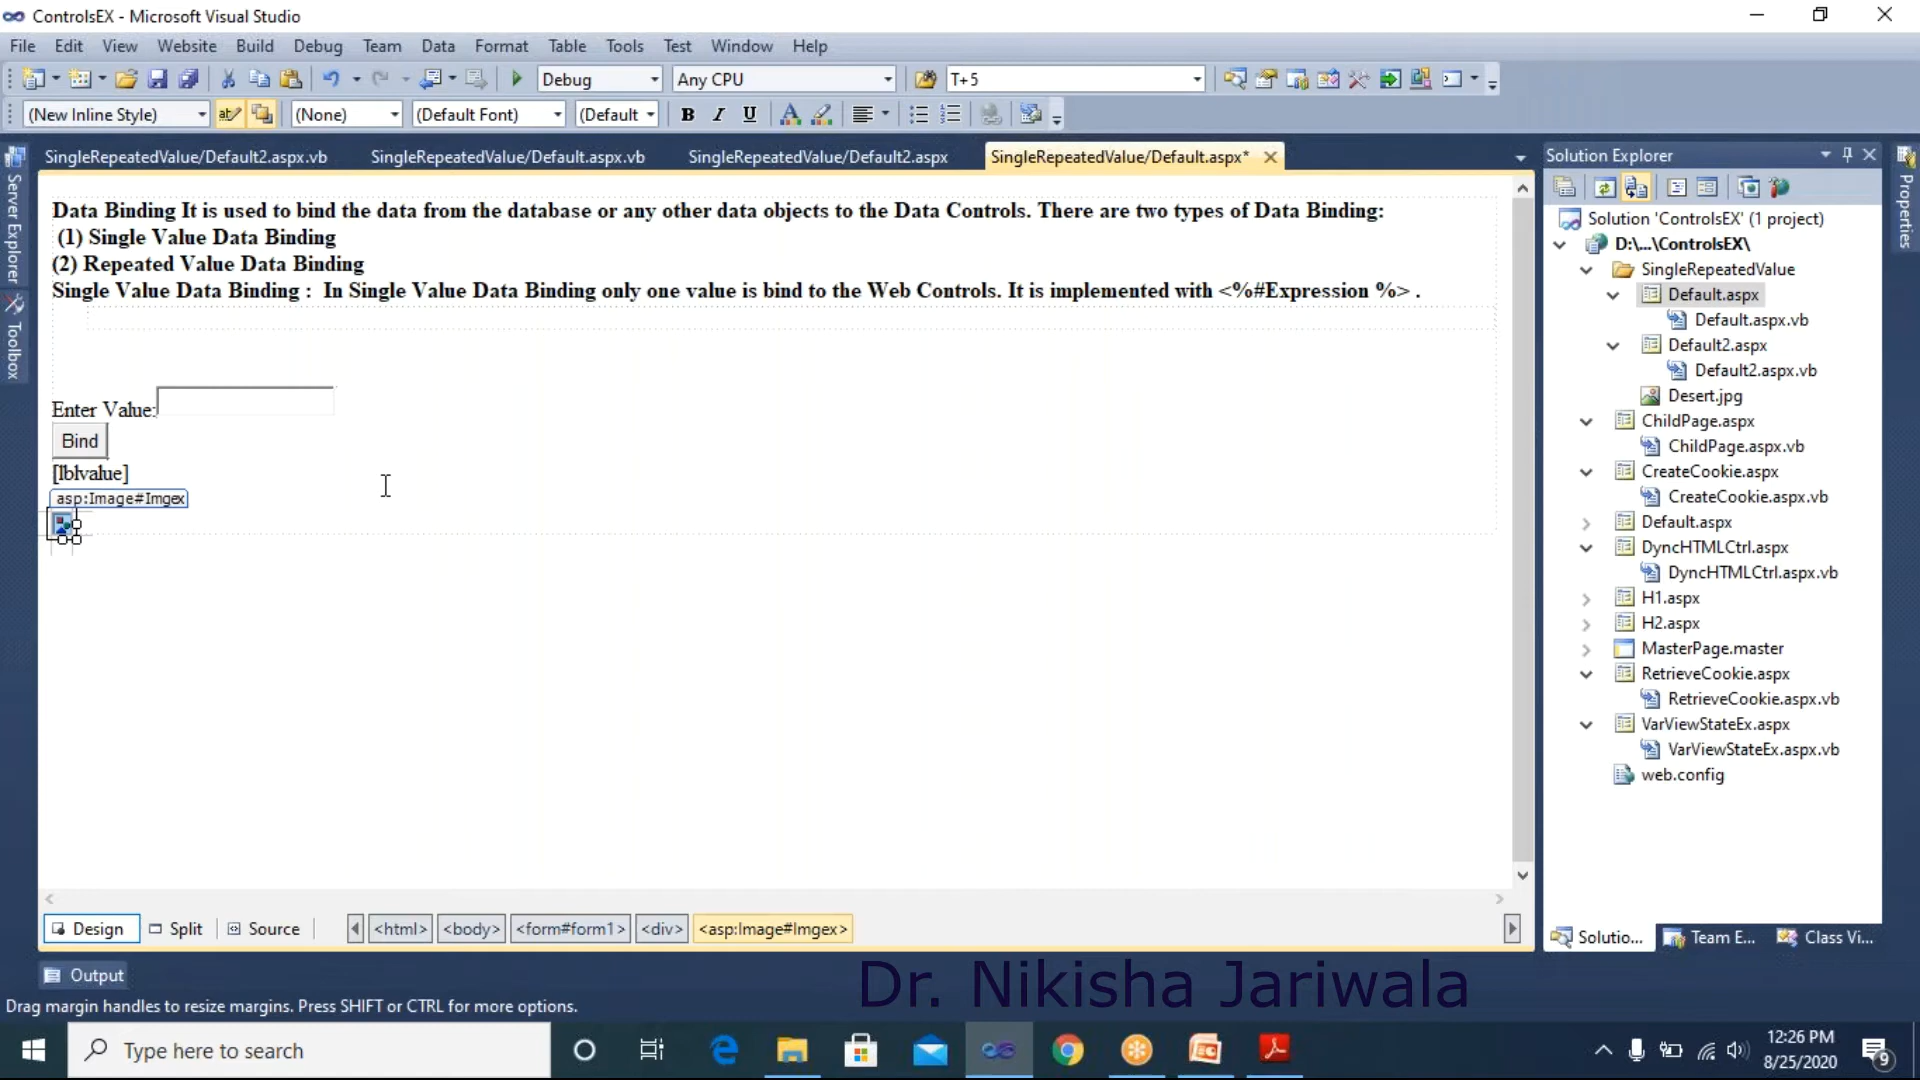 ControlsEX - Microsoft Visual Studio
File Edit View Website Build Debug Team Data Format Table Tools Test Window Help
Debug Any CPU T+5
(New Inline Style) (None) (Default Font) (Default B I U
SingleRepeatedValue/Default2.aspx.vb SingleRepeatedValue/Default.aspx.vb SingleRepeatedValue/Default2.aspx SingleRepeatedValue/Default.aspx*
Server Explorer
Toolbox
Data Binding It is used to bind the data from the database or any other data objects to the Data Controls. There are two types of Data Binding:
(1) Single Value Data Binding
(2) Repeated Value Data Binding
Single Value Data Binding : In Single Value Data Binding only one value is bind to the Web Controls. It is implemented with <%#Expression %> .
Enter Value:
Bind
[lblvalue]
asp:Image#Imgex
Design Split Source <html> <body> <form#form1> <div> <asp:Image#Imgex>
Solution Explorer
Solution 'ControlsEX' (1 project)
D:\...\ControlsEX\
SingleRepeatedValue
Default.aspx
Default.aspx.vb
Default2.aspx
Default2.aspx.vb
Desert.jpg
ChildPage.aspx
ChildPage.aspx.vb
CreateCookie.aspx
CreateCookie.aspx.vb
Default.aspx
DyncHTMLCtrl.aspx
DyncHTMLCtrl.aspx.vb
H1.aspx
H2.aspx
MasterPage.master
RetrieveCookie.aspx
RetrieveCookie.aspx.vb
VarViewStateEx.aspx
VarViewStateEx.aspx.vb
web.config
Solutio... Team E... Class Vi...
Properties
Output
Dr. Nikisha Jariwala
Drag margin handles to resize margins. Press SHIFT or CTRL for more options.
Type here to search
12:26 PM
8/25/2020
9